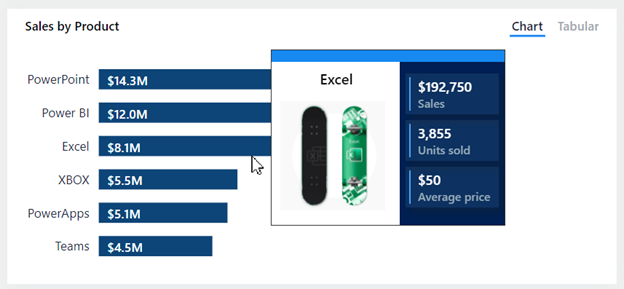 Sales by Product
Chart
Tabular
PowerPoint
$14.3M
Power BI
$12.0M
Excel
$8.1M
XBOX
$5.5M
PowerApps
$5.1M
Teams
$4.5M
Excel
$192,750
Sales
3,855
Units sold
$50
Average price